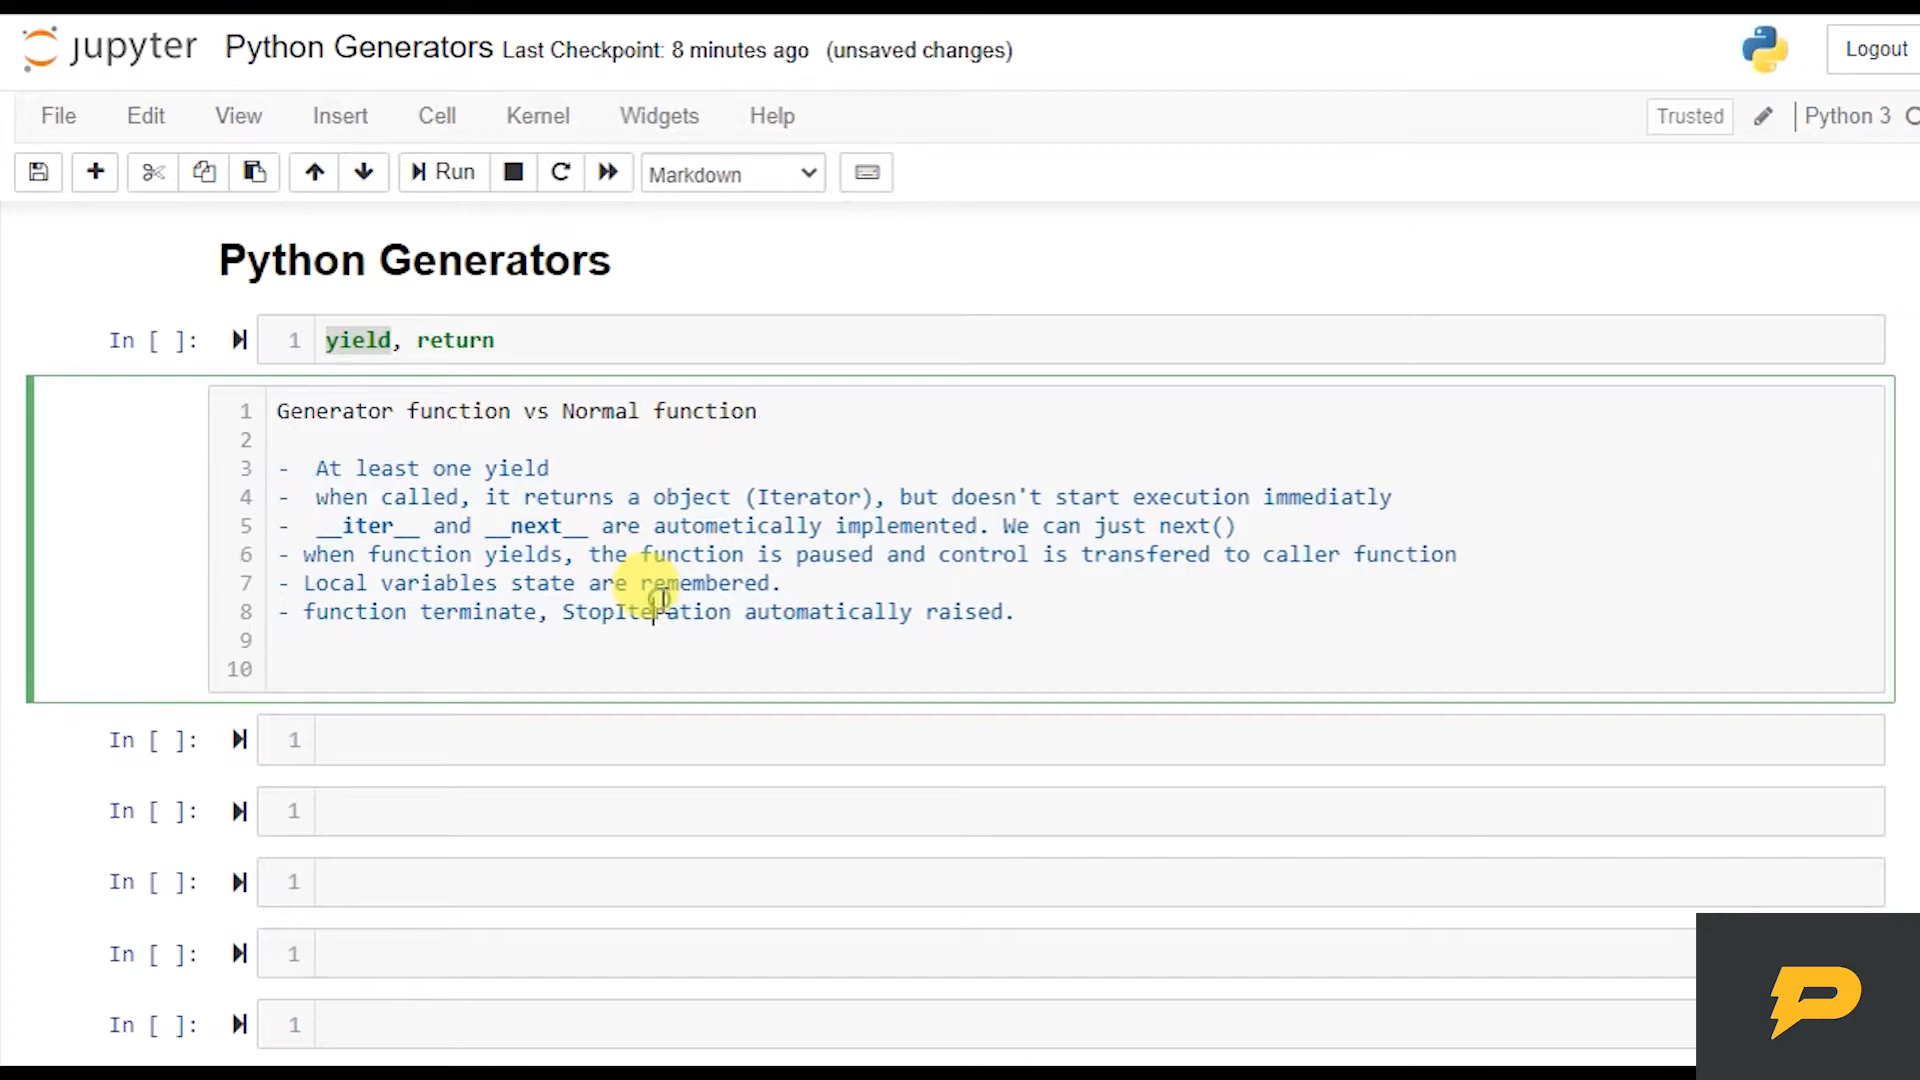 jupyter Python Generators Last Checkpoint: 8 minutes ago (unsaved changes) Logout
File Edit View Insert Cell Kernel Widgets Help Trusted Python 3
Run Markdown
Python Generators
In [ ]: 1 yield, return
1 Generator function vs Normal function
2
3 - At least one yield
4 - when called, it returns a object (Iterator), but doesn't start execution immediatly
5 - __iter__ and __next__ are autometically implemented. We can just next()
6 - when function yields, the function is paused and control is transfered to caller function
7 - Local variables state are remembered.
8 - function terminate, StopIteration automatically raised.
9
10
In [ ]: 1
In [ ]: 1
In [ ]: 1
In [ ]: 1
In [ ]: 1